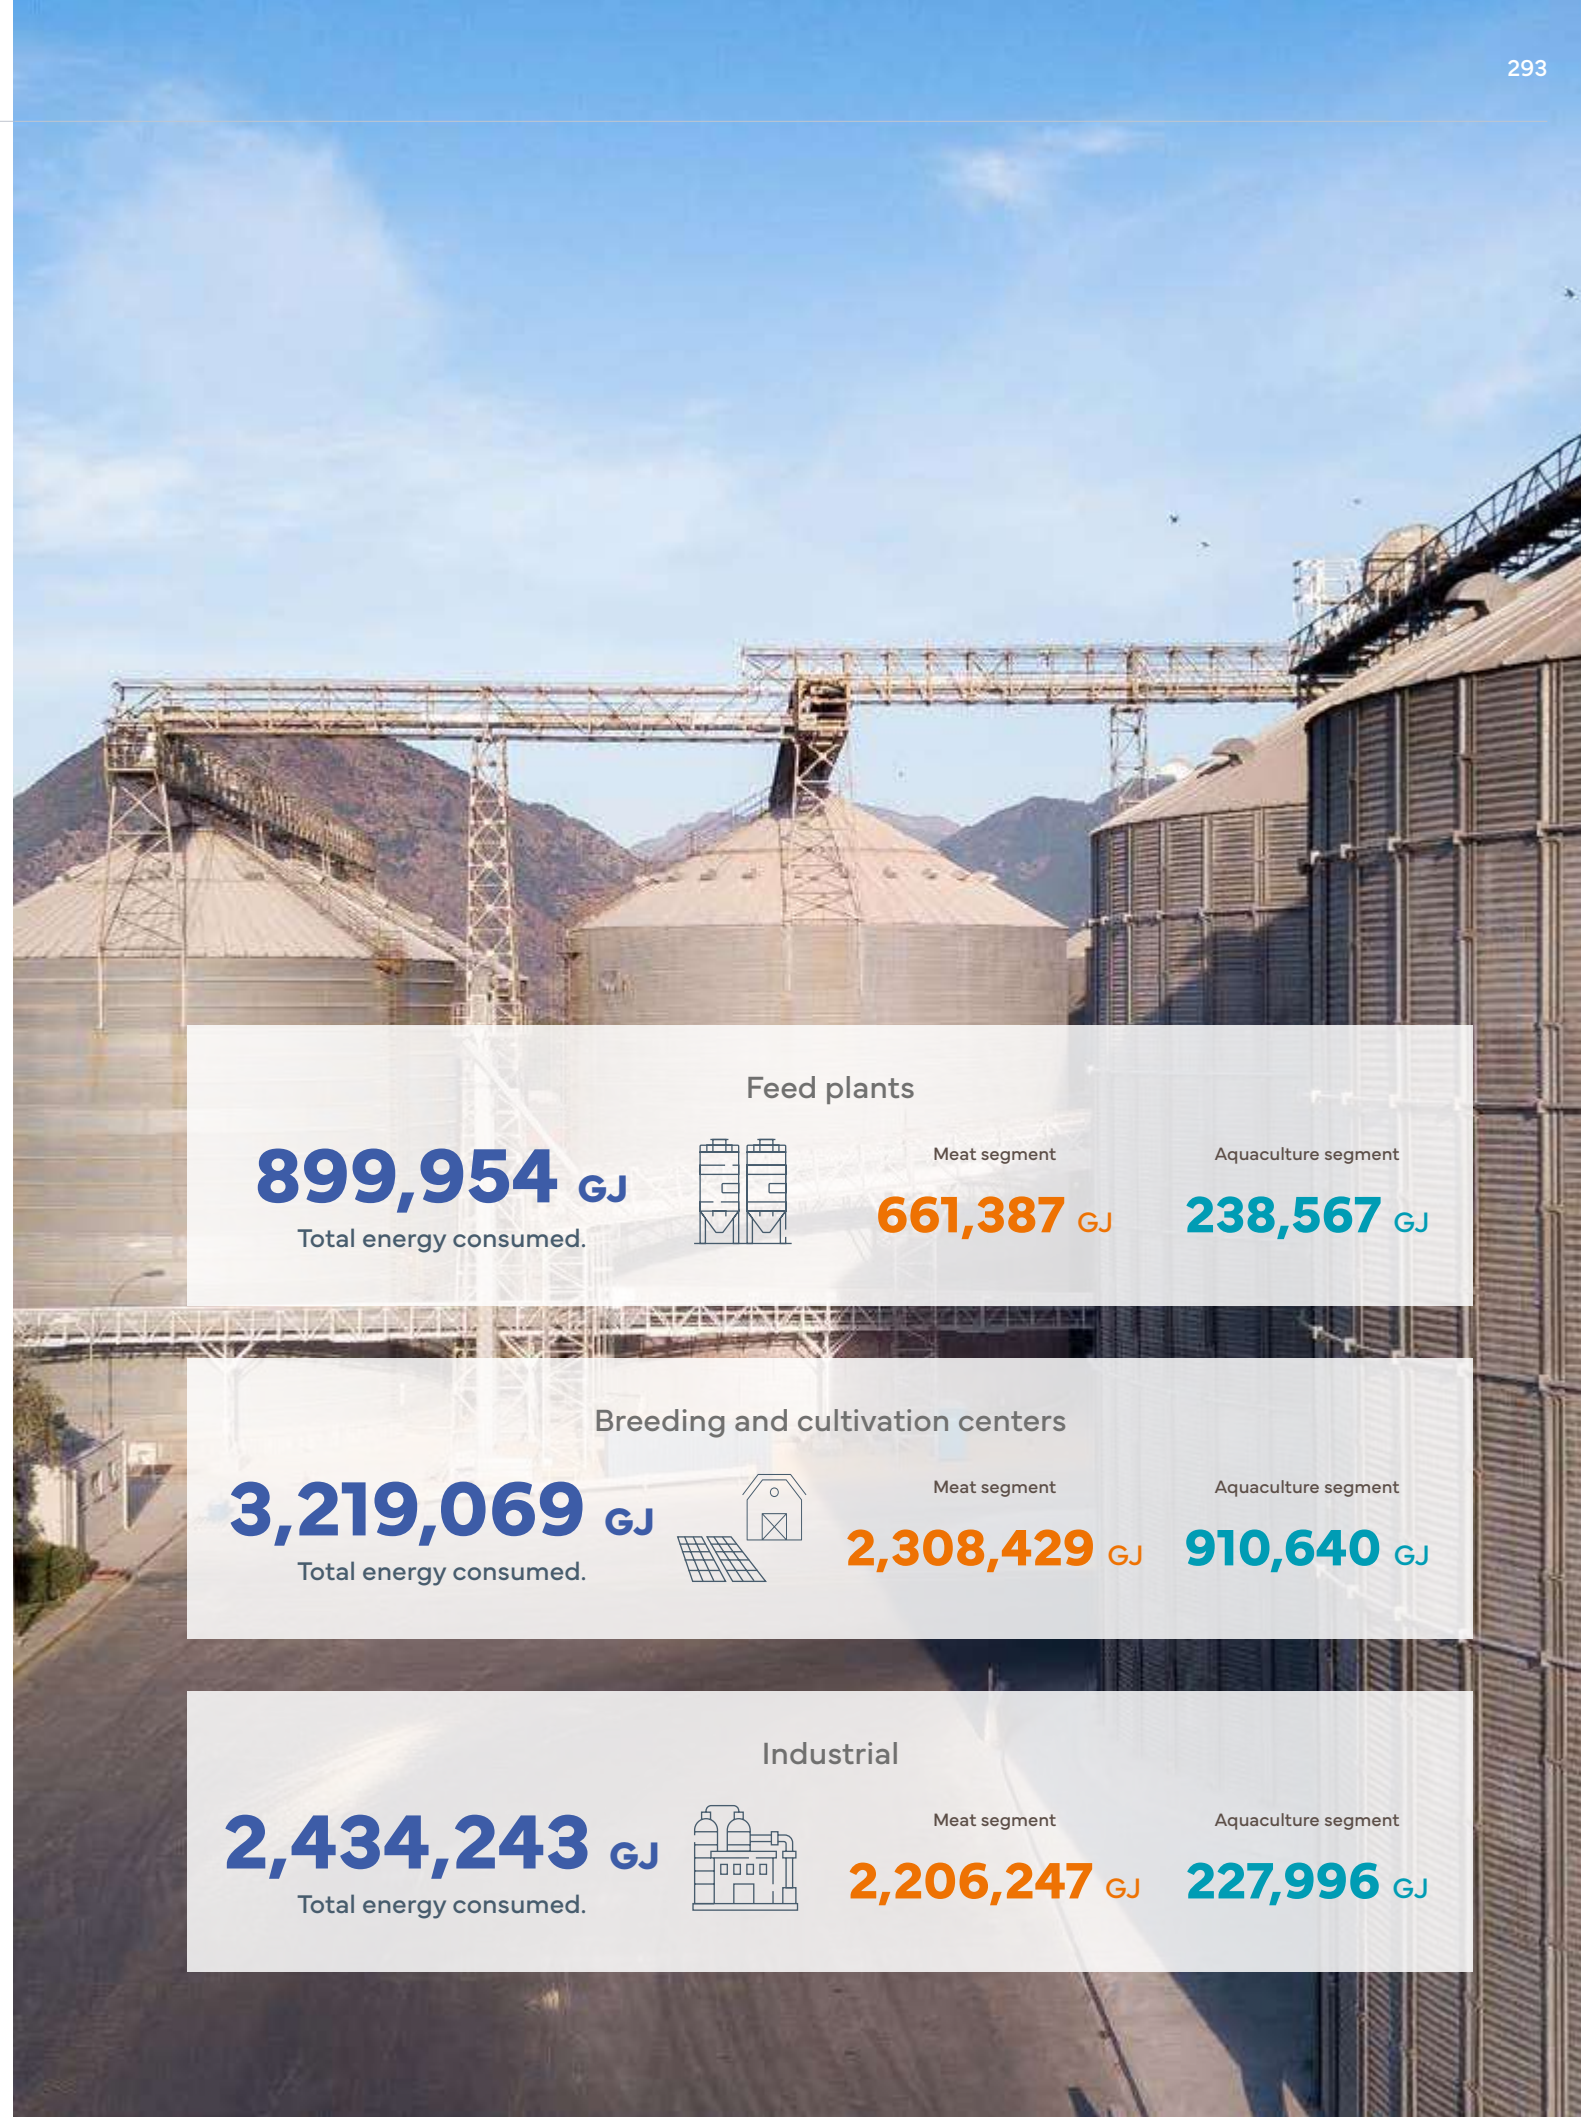 293
Feed plants
899,954 GJ
Total energy consumed.
Meat segment
661,387 GJ
Aquaculture segment
238,567 GJ
Breeding and cultivation centers
3,219,069 GJ
Total energy consumed.
Meat segment
2,308,429 GJ
Aquaculture segment
910,640 GJ
Industrial
2,434,243 GJ
Total energy consumed.
Meat segment
2,206,247 GJ
Aquaculture segment
227,996 GJ